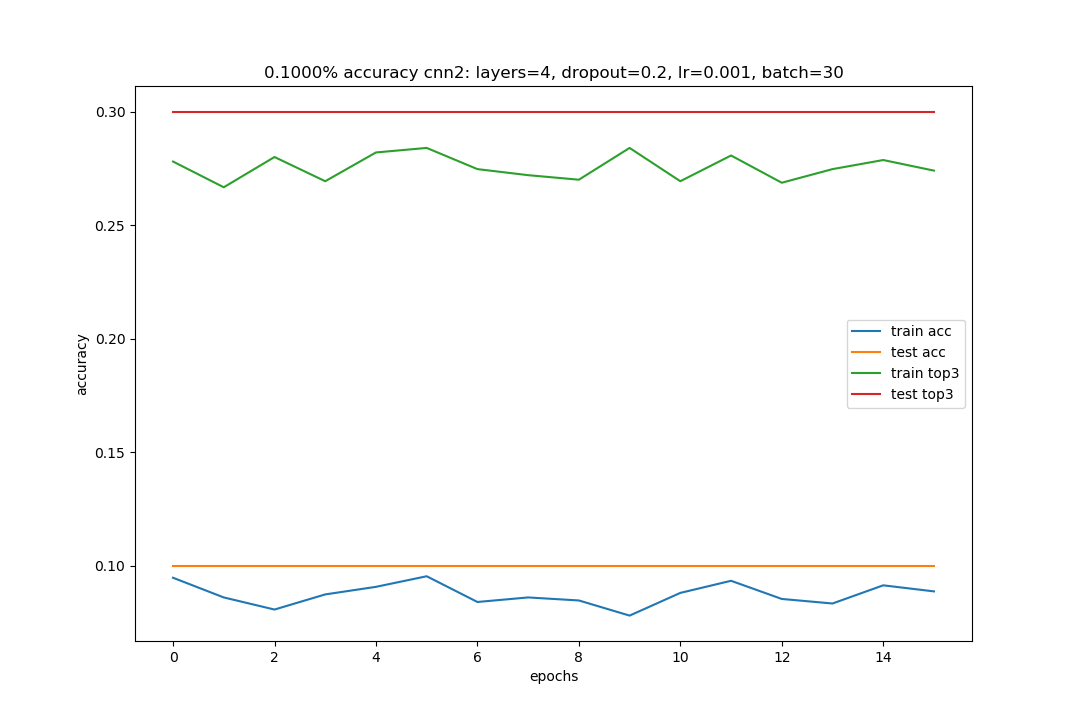 0.1000% accuracy cnn2: layers=4, dropout=0.2, lr=0.001, batch=30
0.30
0.25
0.20
0.15
0.10
accuracy
train acc
test acc
train top3
test top3
0 2 4 6 8 10 12 14
epochs